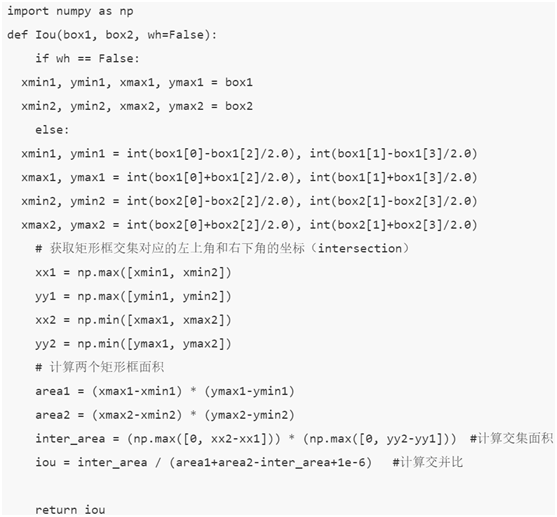 import numpy as np
def Iou(box1, box2, wh=False):
    if wh == False:
  xmin1, ymin1, xmax1, ymax1 = box1
  xmin2, ymin2, xmax2, ymax2 = box2
    else:
  xmin1, ymin1 = int(box1[0]-box1[2]/2.0), int(box1[1]-box1[3]/2.0)
  xmax1, ymax1 = int(box1[0]+box1[2]/2.0), int(box1[1]+box1[3]/2.0)
  xmin2, ymin2 = int(box2[0]-box2[2]/2.0), int(box2[1]-box2[3]/2.0)
  xmax2, ymax2 = int(box2[0]+box2[2]/2.0), int(box2[1]+box2[3]/2.0)
    # 获取矩形框交集对应的左上角和右下角的坐标（intersection）
    xx1 = np.max([xmin1, xmin2])
    yy1 = np.max([ymin1, ymin2])
    xx2 = np.min([xmax1, xmax2])
    yy2 = np.min([ymax1, ymax2])
    # 计算两个矩形框面积
    area1 = (xmax1-xmin1) * (ymax1-ymin1)
    area2 = (xmax2-xmin2) * (ymax2-ymin2)
    inter_area = (np.max([0, xx2-xx1])) * (np.max([0, yy2-yy1]))  #计算交集面积
    iou = inter_area / (area1+area2-inter_area+1e-6)   #计算交并比
    return iou